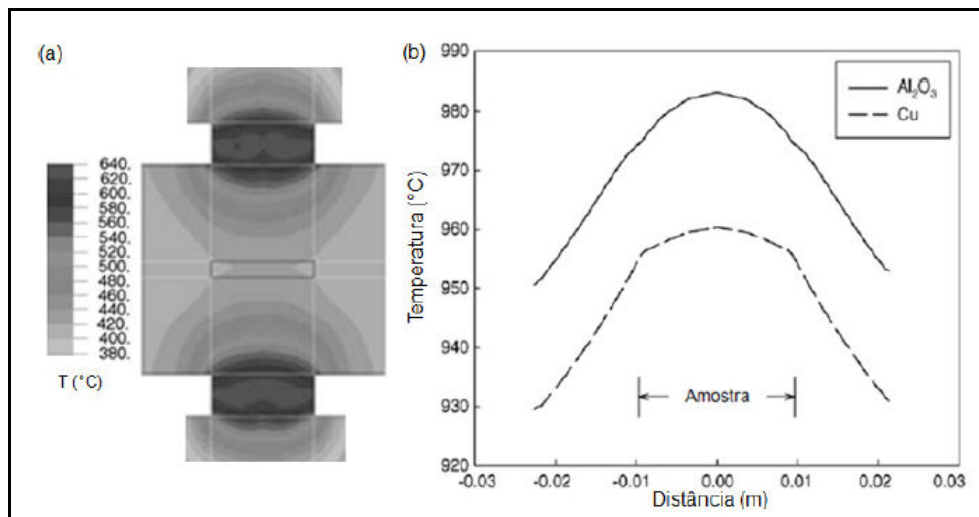 (a)
640.
620.
600.
580.
560.
540.
520.
500.
480.
460.
440.
420.
400.
380.
T (°C)
(b)
Temperatura (°C)
990
980
970
960
950
940
930
920
Al₂O₃
Cu
Amostra
-0.03 -0.02 -0.01 0.00 0.01 0.02 0.03
Distância (m)